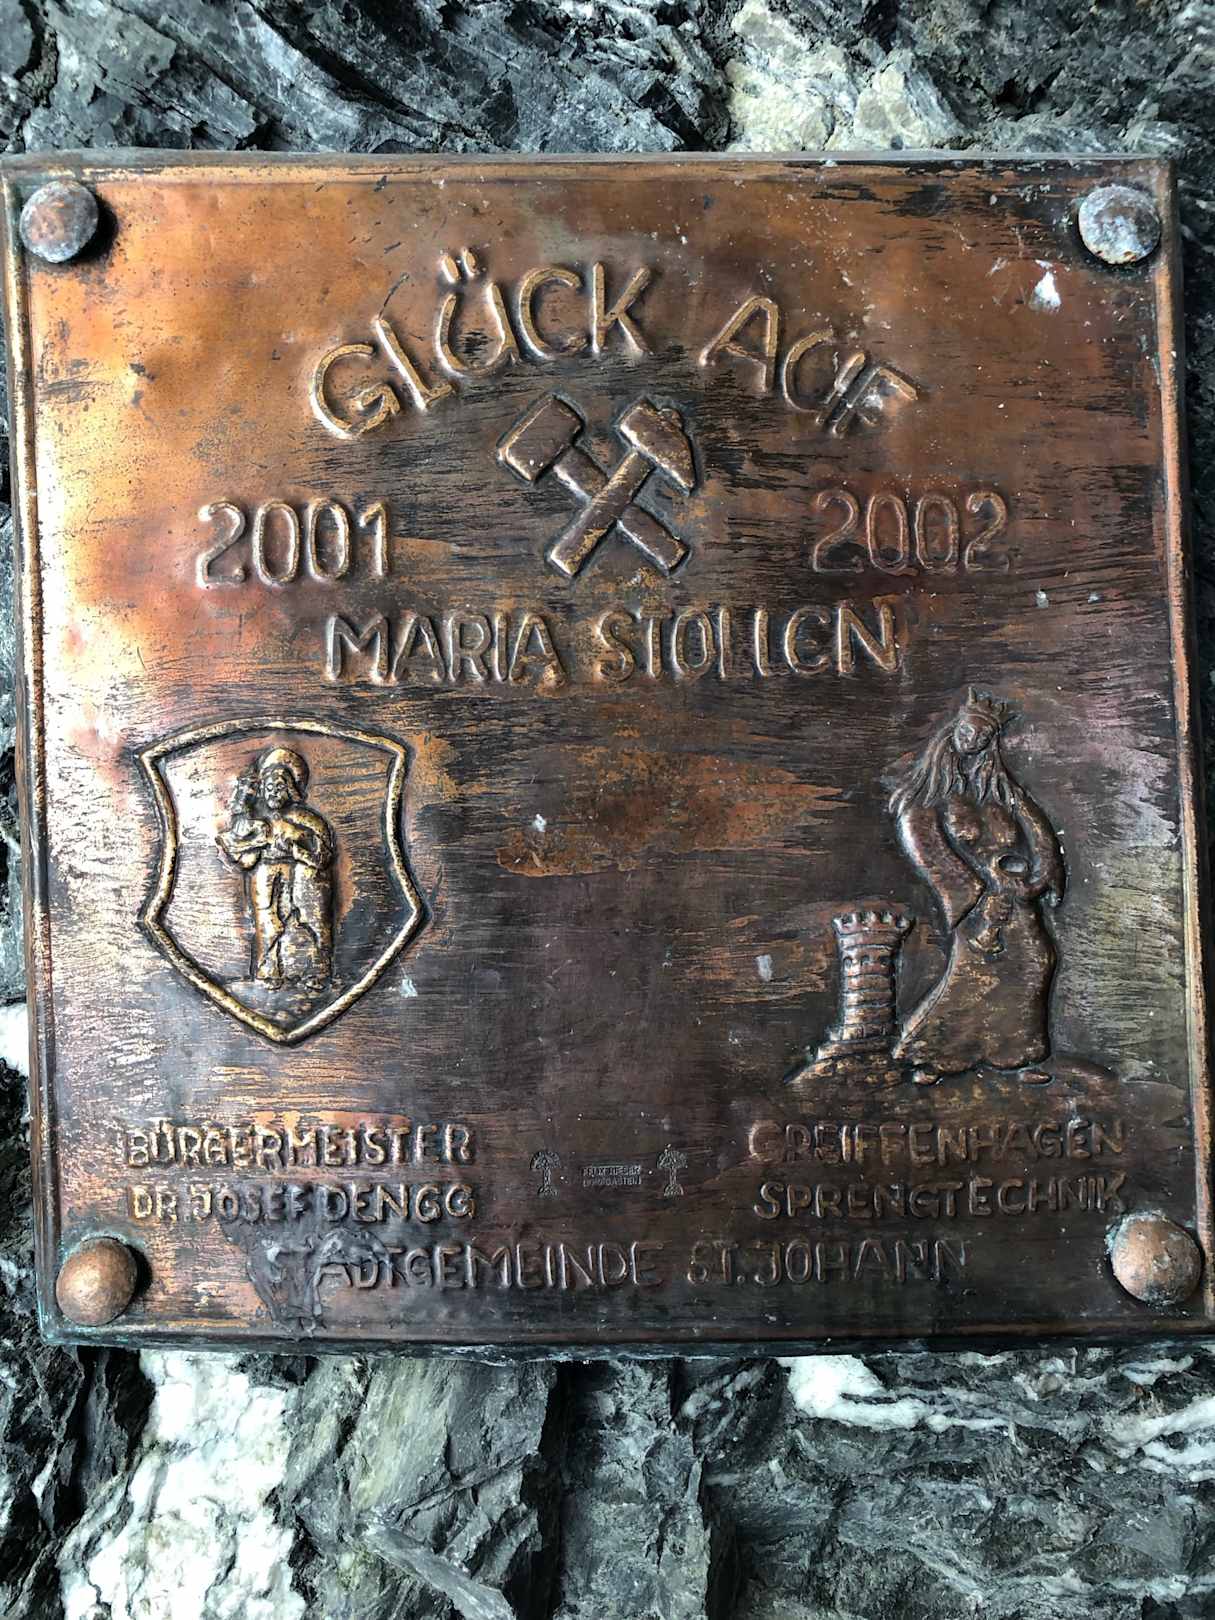 GLÜCK AUF
2001 2002
MARIA STOLLEN
BÜRGERMEISTER
DR. JOSEF DENGG
GREIFFENHAGEN
SPRENGTECHNIK
STADTGEMEINDE ST. JOHANN